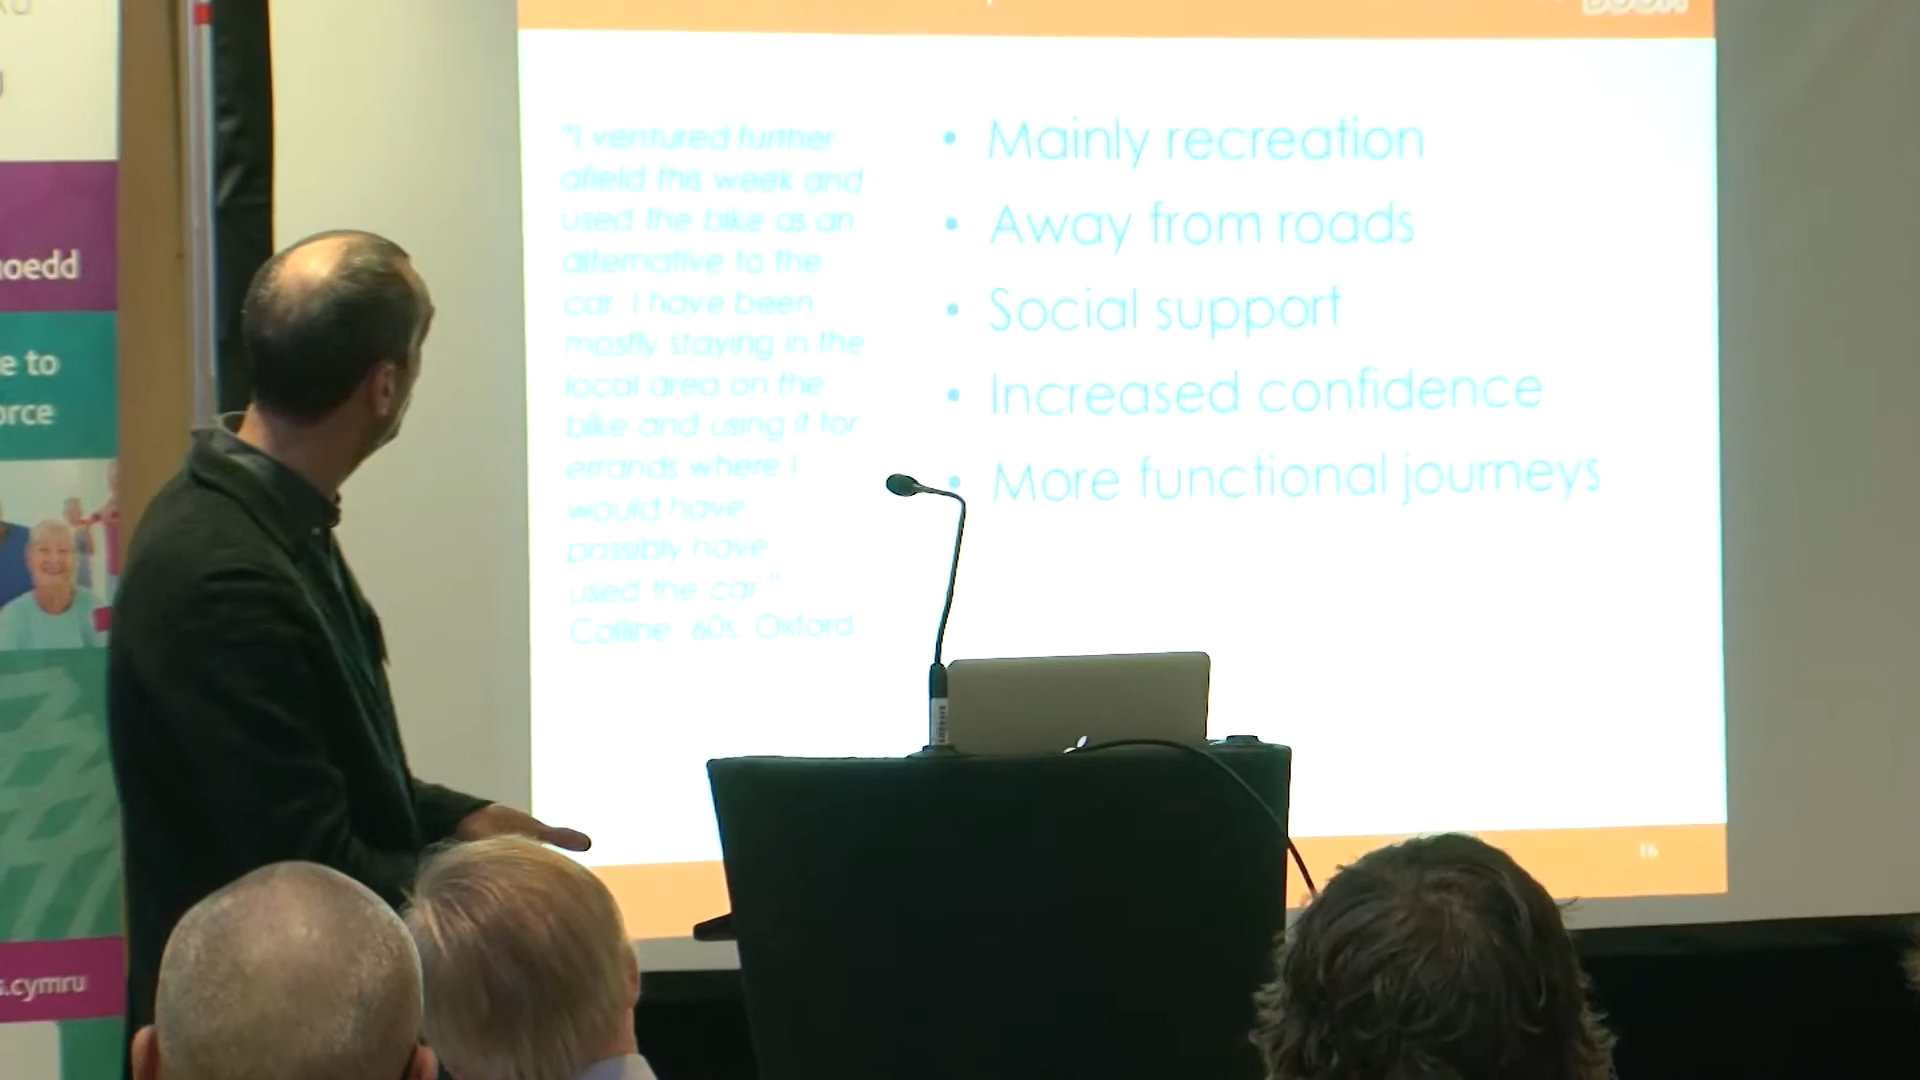 "I ventured further
afield this week and
used the bike as an
alternative to the
car. I have been
mostly staying in the
local area on the
bike and using it for
errands where I
would have
possibly have
used the car."
60s, Oxford
• Mainly recreation
• Away from roads
• Social support
• Increased confidence
• More functional journeys
16
oedd
e to
orce
s.cymru